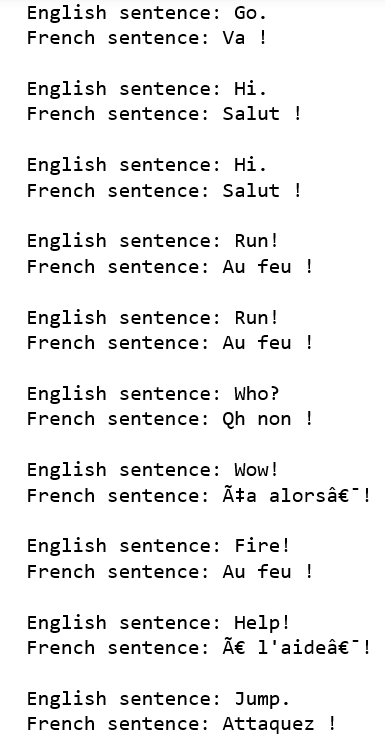 English sentence: Go.
French sentence: Va !
English sentence: Hi.
French sentence: Salut !
English sentence: Hi.
French sentence: Salut !
English sentence: Run!
French sentence: Au feu !
English sentence: Run!
French sentence: Au feu !
English sentence: Who?
French sentence: Qh non !
English sentence: Wow!
French sentence: Ã‡a alorsâ€¯!
English sentence: Fire!
French sentence: Au feu !
English sentence: Help!
French sentence: Ã€ l'aideâ€¯!
English sentence: Jump.
French sentence: Attaquez !